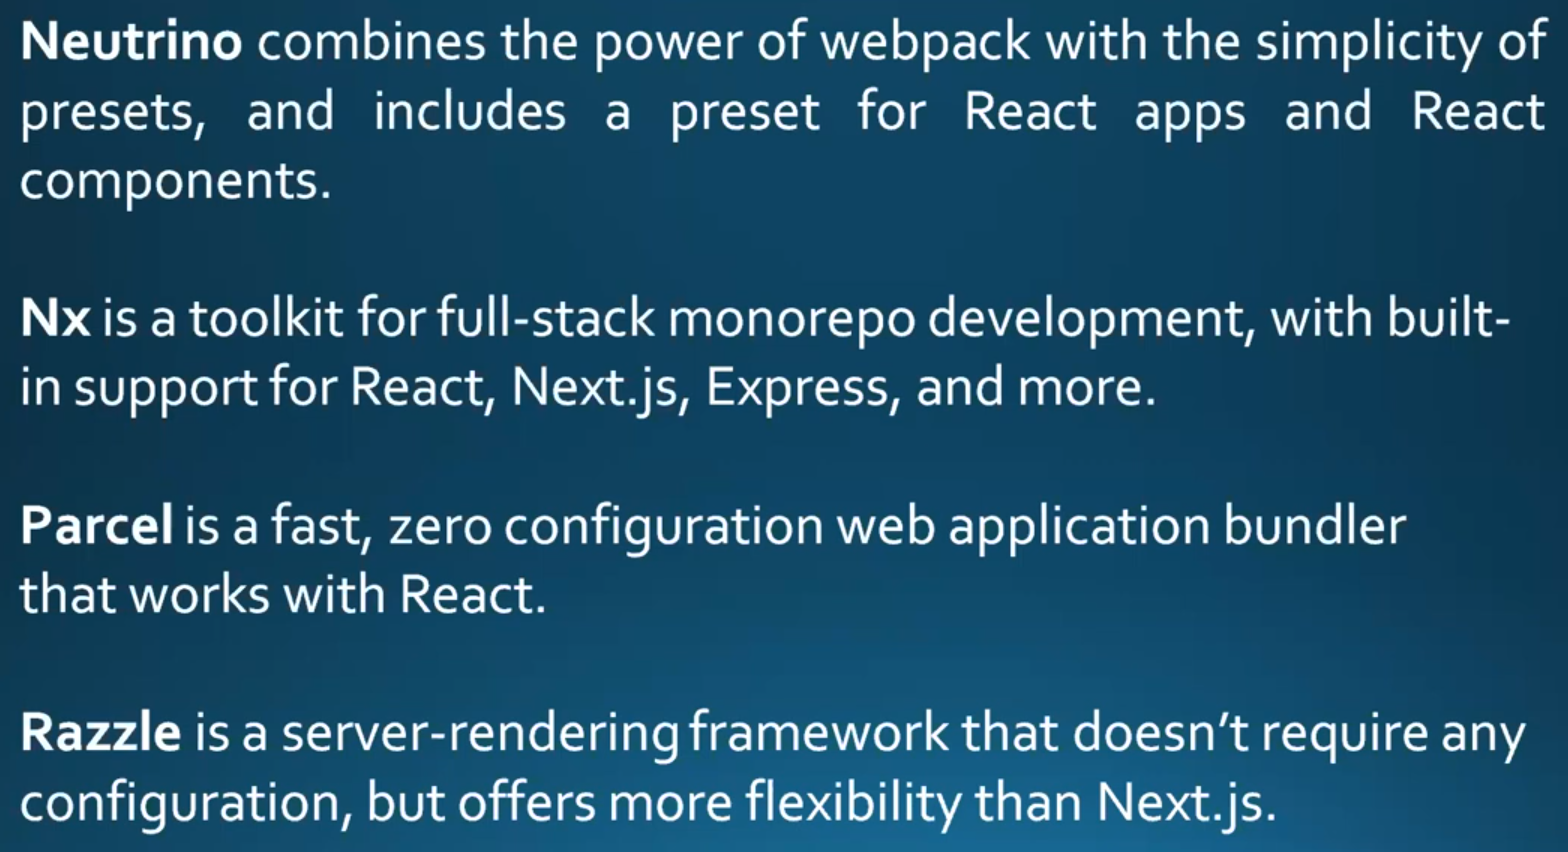 Neutrino combines the power of webpack with the simplicity of
presets, and includes a preset for React apps and React
components.
Nx is a toolkit for full-stack monorepo development, with built-
in support for React, Next.js, Express, and more.
Parcel is a fast, zero configuration web application bundler
that works with React.
Razzle is a server-rendering framework that doesn’t require any
configuration, but offers more flexibility than Next.js.